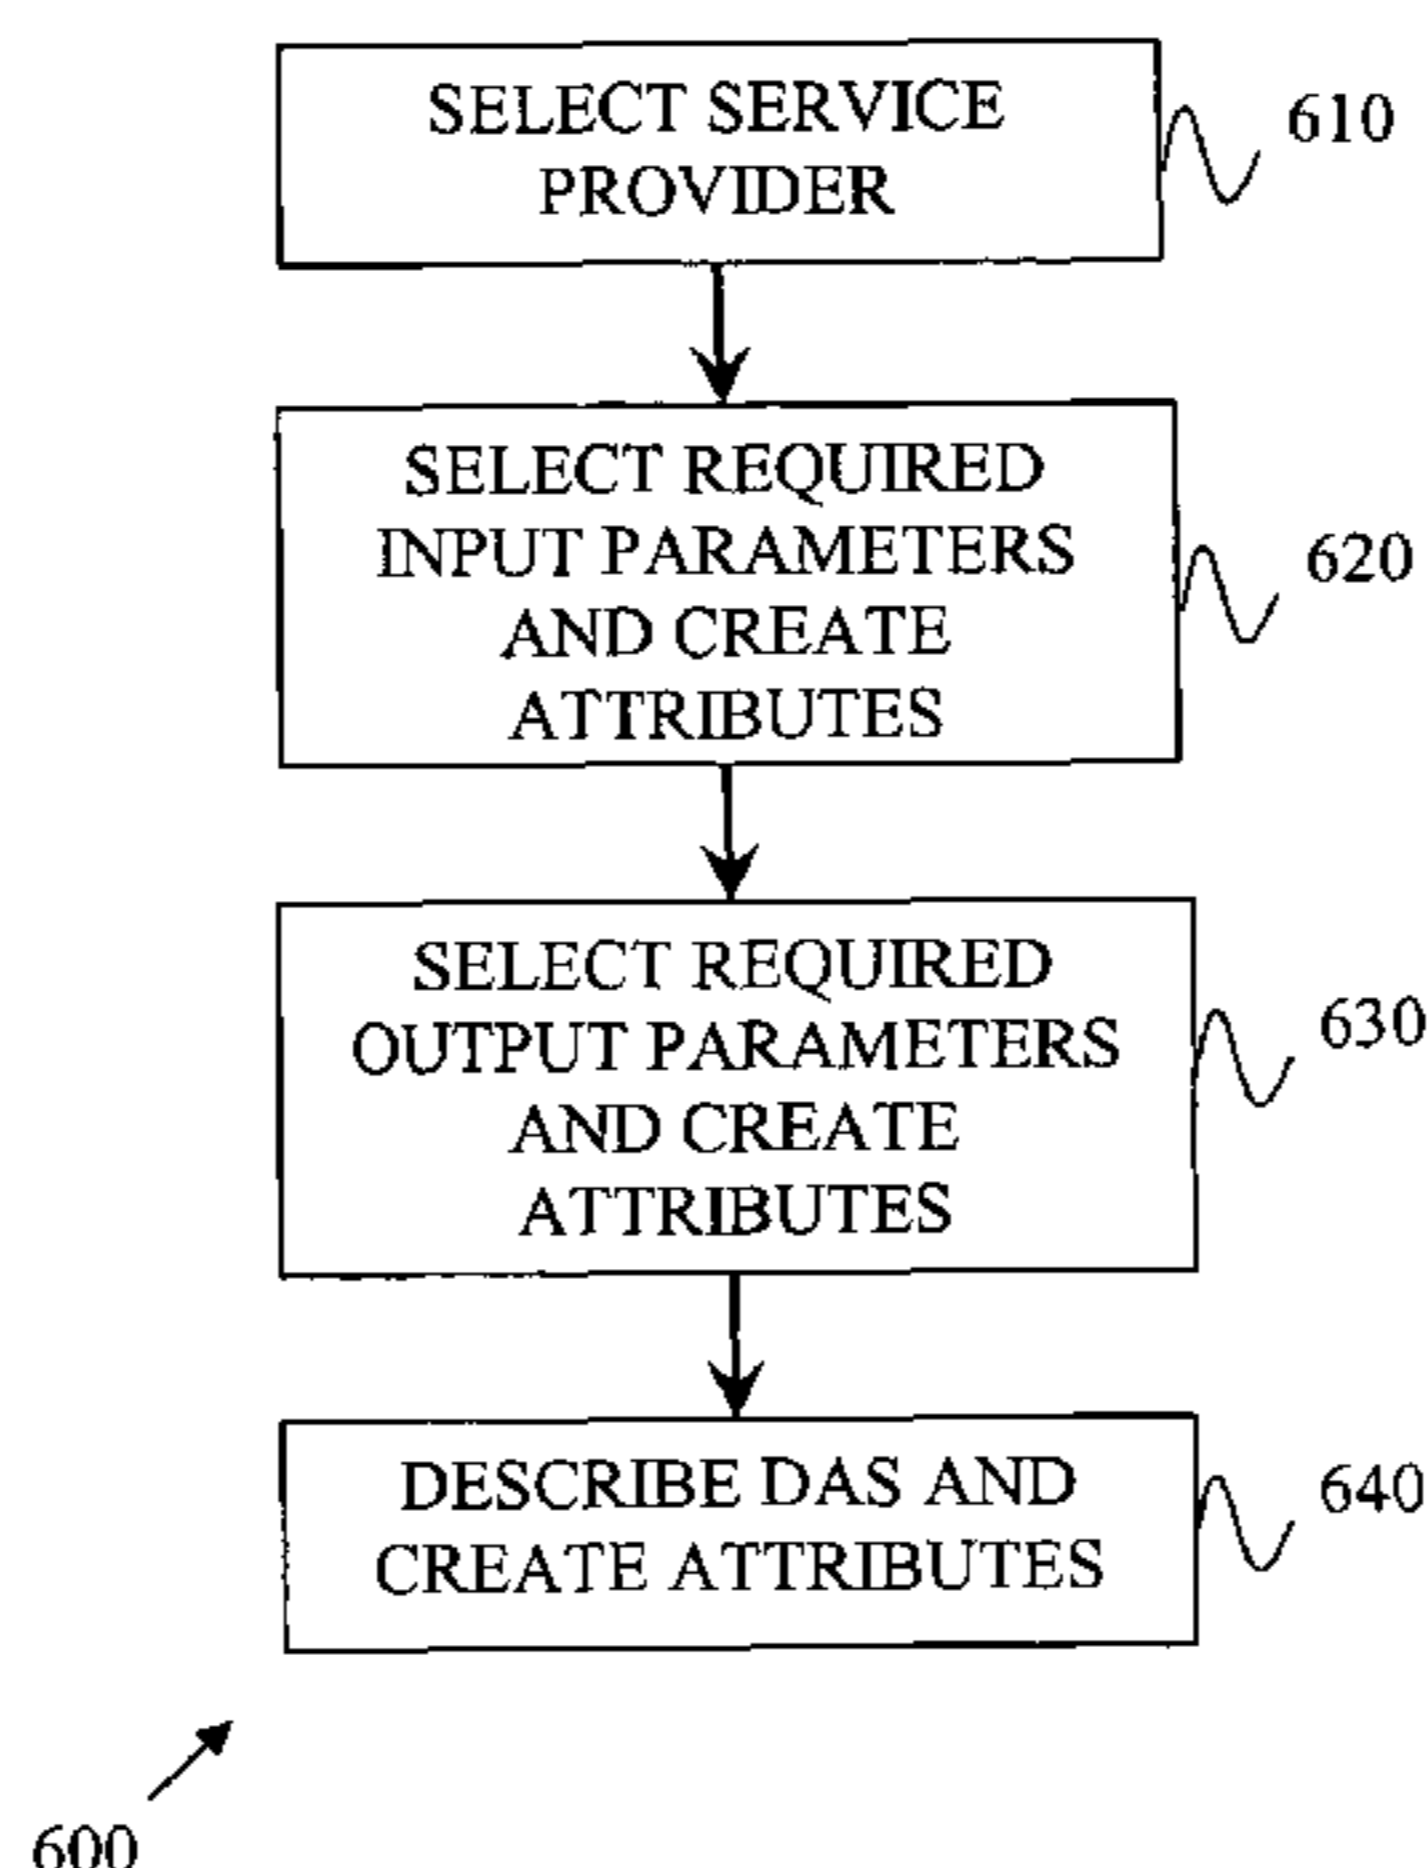 SELECT SERVICE
PROVIDER
610
SELECT REQUIRED
INPUT PARAMETERS
AND CREATE
ATTRIBUTES
620
SELECT REQUIRED
OUTPUT PARAMETERS
AND CREATE
ATTRIBUTES
630
DESCRIBE DAS AND
CREATE ATTRIBUTES
640
600